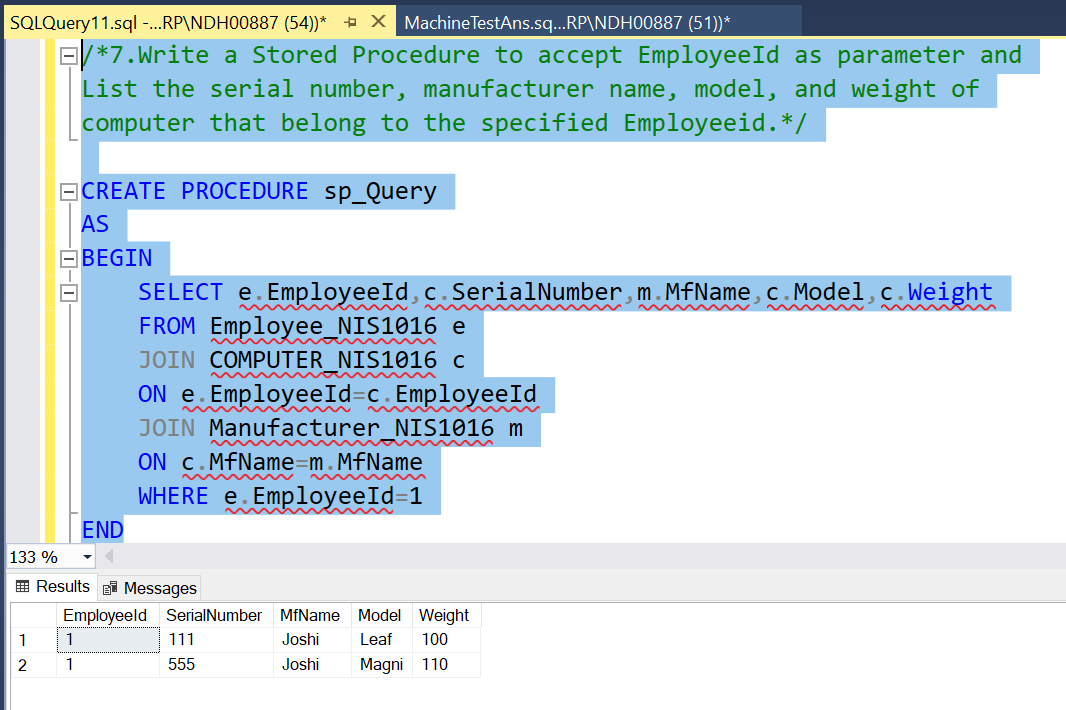 SQLQuery11.sql -...RP\NDH00887 (54))* MachineTestAns.sq...RP\NDH00887 (51))*
/*7.Write a Stored Procedure to accept EmployeeId as parameter and
List the serial number, manufacturer name, model, and weight of
computer that belong to the specified Employeeid.*/
CREATE PROCEDURE sp_Query
AS
BEGIN
SELECT e.EmployeeId,c.SerialNumber,m.MfName,c.Model,c.Weight
FROM Employee_NIS1016 e
JOIN COMPUTER_NIS1016 c
ON e.EmployeeId=c.EmployeeId
JOIN Manufacturer_NIS1016 m
ON c.MfName=m.MfName
WHERE e.EmployeeId=1
END
133 %
Results Messages
EmployeeId SerialNumber MfName Model Weight
1 1 111 Joshi Leaf 100
2 1 555 Joshi Magni 110